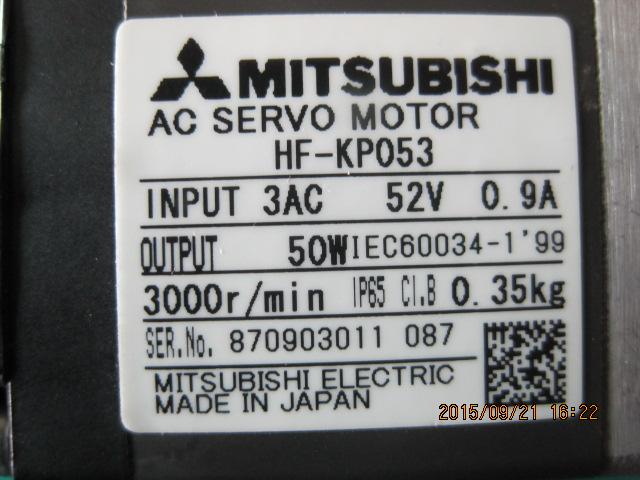 MITSUBISHI
AC SERVO MOTOR
HF-KP053
INPUT 3AC 52V 0.9A
OUTPUT 50W IEC60034-1'99
3000r/min IP65 CI.B 0.35kg
SER.No. 870903011 087
MITSUBISHI ELECTRIC
MADE IN JAPAN
2015/09/21 16:22